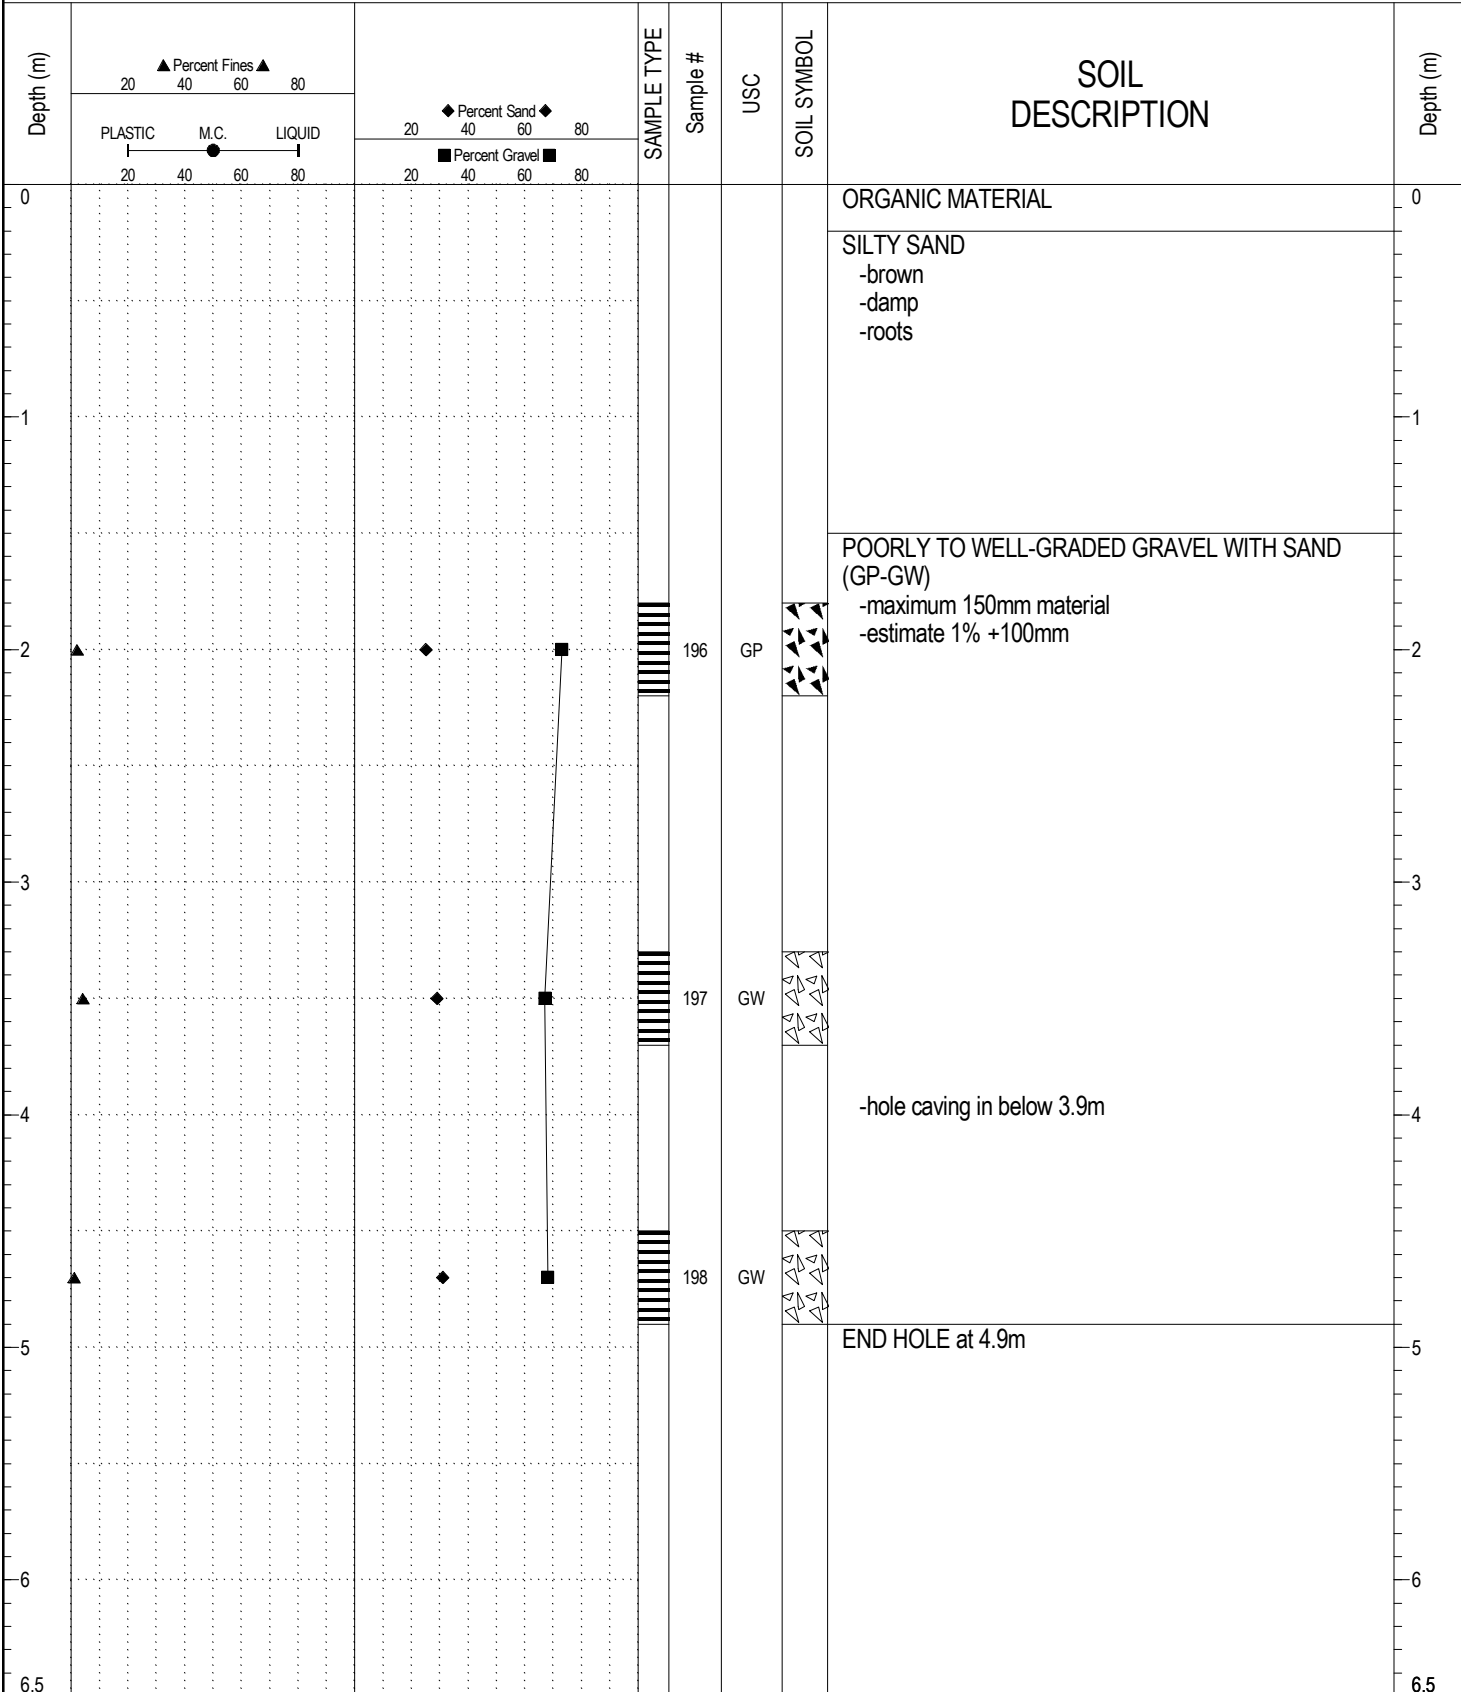 Depth (m)
▲ Percent Fines ▲
20 40 60 80
PLASTIC M.C. LIQUID
20 40 60 80
◆ Percent Sand ◆
20 40 60 80
■ Percent Gravel ■
20 40 60 80
SAMPLE TYPE
Sample #
USC
SOIL SYMBOL
SOIL
DESCRIPTION
Depth (m)
0 ORGANIC MATERIAL 0
SILTY SAND
-brown
-damp
-roots
1 1
POORLY TO WELL-GRADED GRAVEL WITH SAND
(GP-GW)
-maximum 150mm material
-estimate 1% +100mm
2 196 GP 2
3 3
197 GW
-hole caving in below 3.9m
4 4
198 GW
END HOLE at 4.9m
5 5
6 6
6.5 6.5